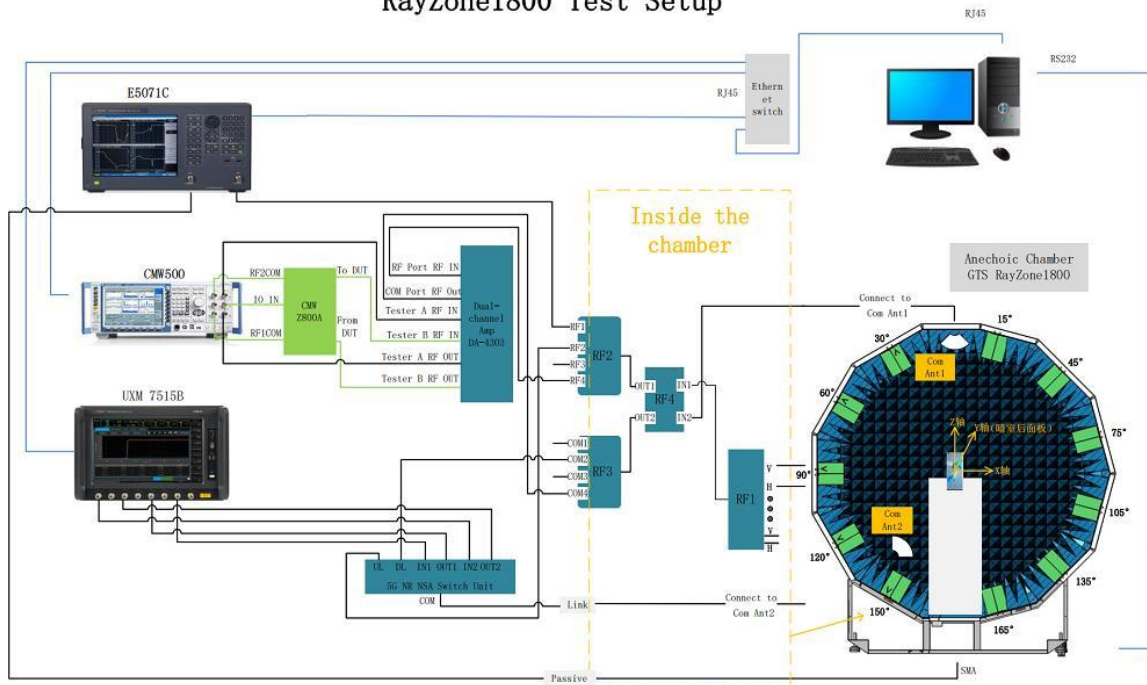 RayZone1800 Test Setup
RJ45
RS232
E5071C
RJ45
Ethern
et
switch
Inside the
chamber
Anechoic Chamber
GTS RayZone1800
CMW500
RF2COM
IO IN
RF1COM
CMW
Z800A
To DUT
From
DUT
RF Port RF IN
COM Port RF Out
Tester A RF IN
Tester B RF IN
Tester A RF OUT
Tester B RF OUT
Dual-
channel
Amp
DA-4303
RF1
RF2
RF3
RF4
RF2
OUT1
OUT2
RF4
IN1
IN2
Connect to
Com Ant1
UXM 7515B
COM1
COM2
COM3
COM4
RF3
RF1
V
H
V
H
15°
30°
45°
60°
75°
90°
105°
120°
135°
150°
165°
Com
Ant1
Z轴
Y轴(暗室后面板)
X轴
Com
Ant2
UL
DL
IN1
OUT1
IN2
OUT2
5G NR NSA Switch Unit
COM
Link
Connect to
Com Ant2
Passive
SMA